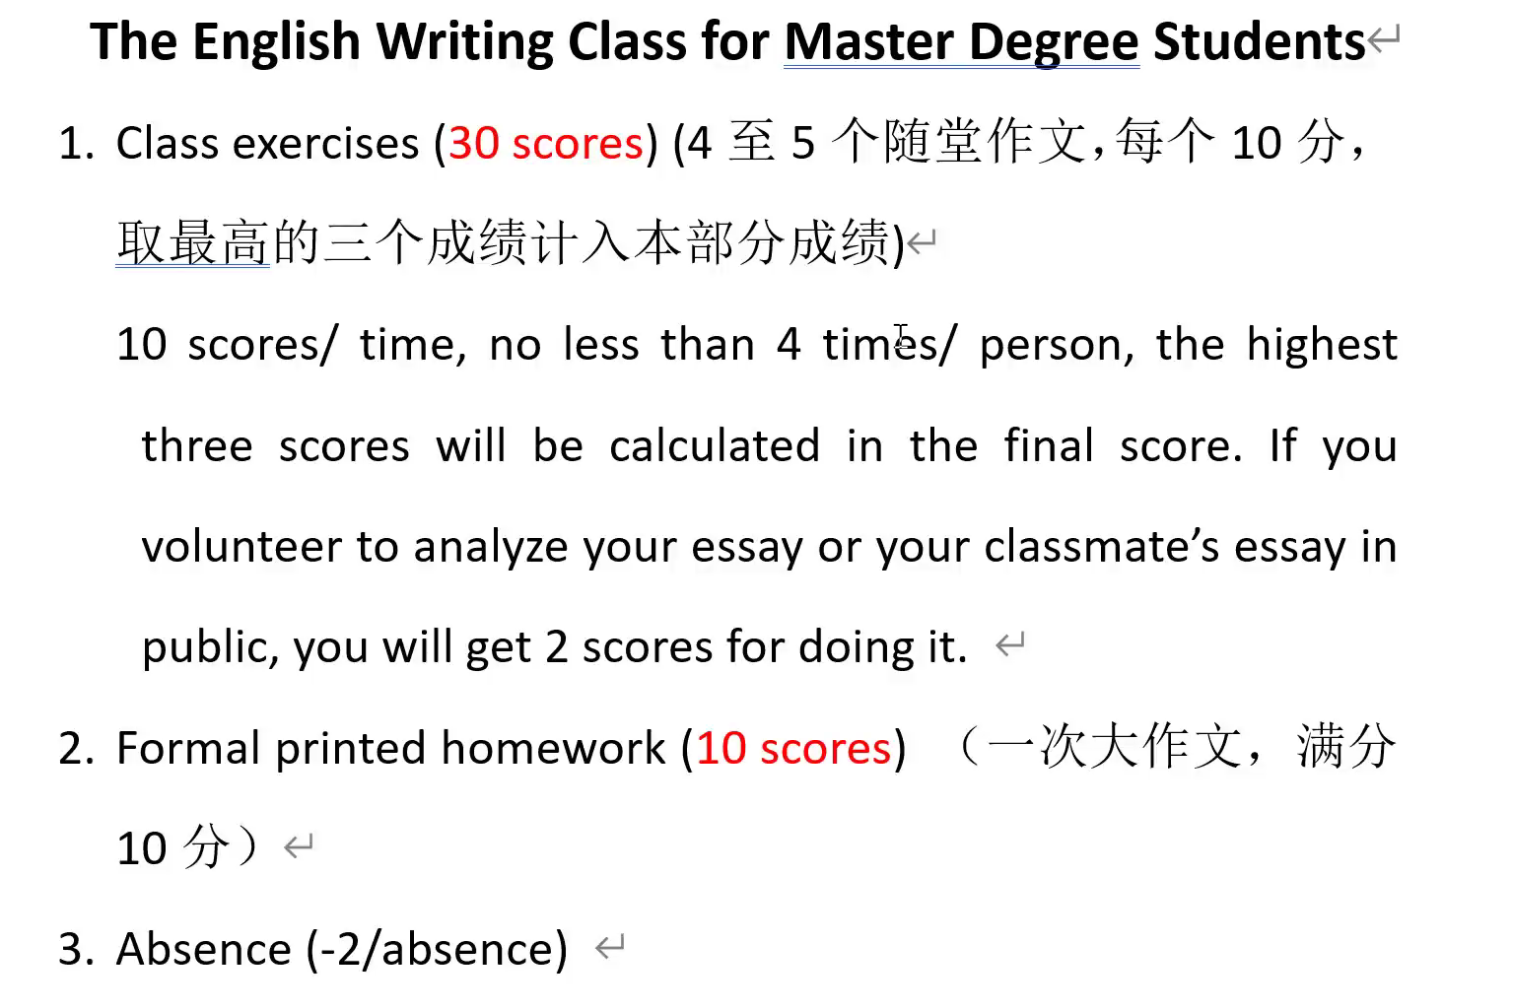 The English Writing Class for Master Degree Students↵
1. Class exercises (30 scores) (4 至 5 个随堂作文，每个 10 分，
取最高的三个成绩计入本部分成绩)↵
10 scores/ time, no less than 4 times/ person, the highest
three scores will be calculated in the final score. If you
volunteer to analyze your essay or your classmate’s essay in
public, you will get 2 scores for doing it. ↵
2. Formal printed homework (10 scores) （一次大作文，满分
10 分）↵
3. Absence (-2/absence) ↵